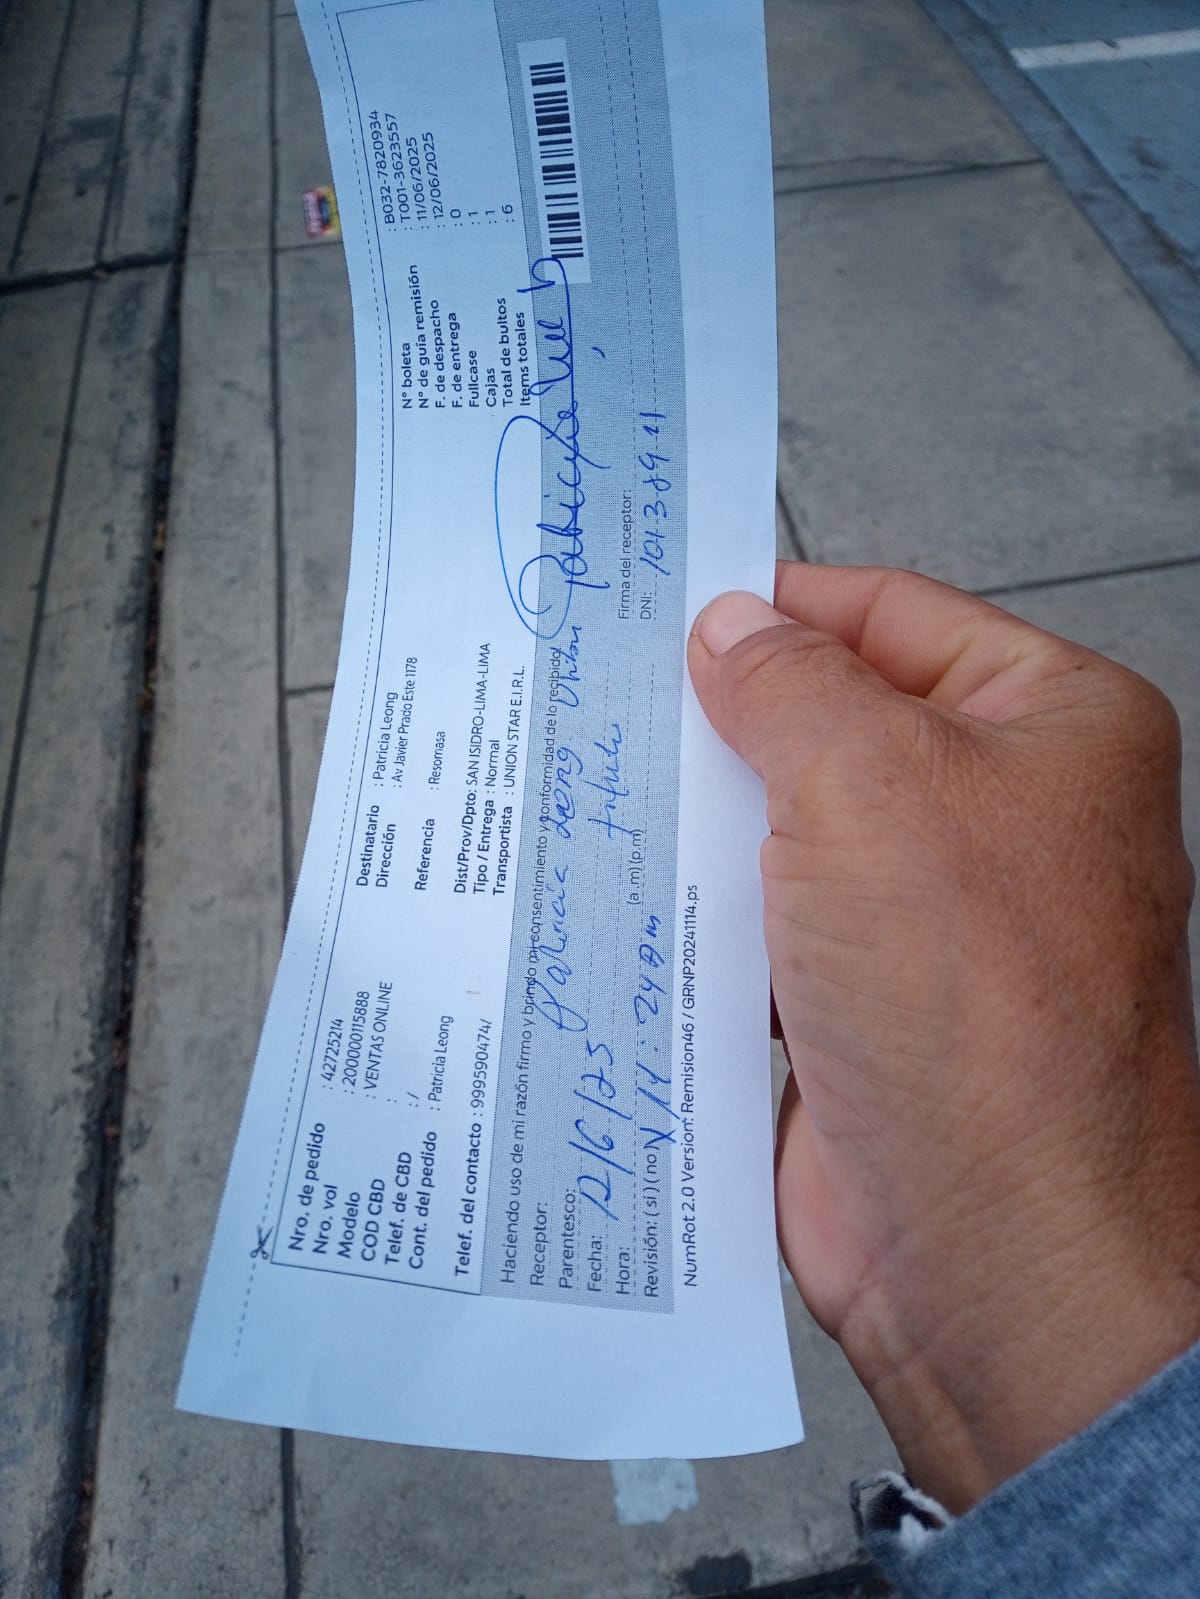 Nro. de pedido : 42725214
Nro. vol : 200000115888
Modelo : VENTAS ONLINE
COD CBD :
Telef. de CBD : /
Cont. del pedido : Patricia Leong
Telef. del contacto : 999590474/
Destinatario : Patricia Leong
Dirección : Av Javier Prado Este 1178
Referencia : Resomasa
Dist/Prov/Dpto: SAN ISIDRO-LIMA-LIMA
Tipo / Entrega : Normal
Transportista : UNION STAR E.I.R.L.
N° boleta : B032-7820934
N° de guía remisión : T001-3623557
F. de despacho : 11/06/2025
F. de entrega : 12/06/2025
Fullcase : 0
Cajas : 1
Total de bultos : 1
Items totales : 6
Haciendo uso de mi razón firmo y brindo mi consentimiento y conformidad de lo recibido
Receptor: Patricia Leong
Parentesco: titular
Fecha: 12/6/25
Hora: 14:24 (a.m) (p.m)
Revisión: (si) (no) X
Firma del receptor:
DNI:
NumRot 2.0 Version: Remision46 / GRNP20241114.ps